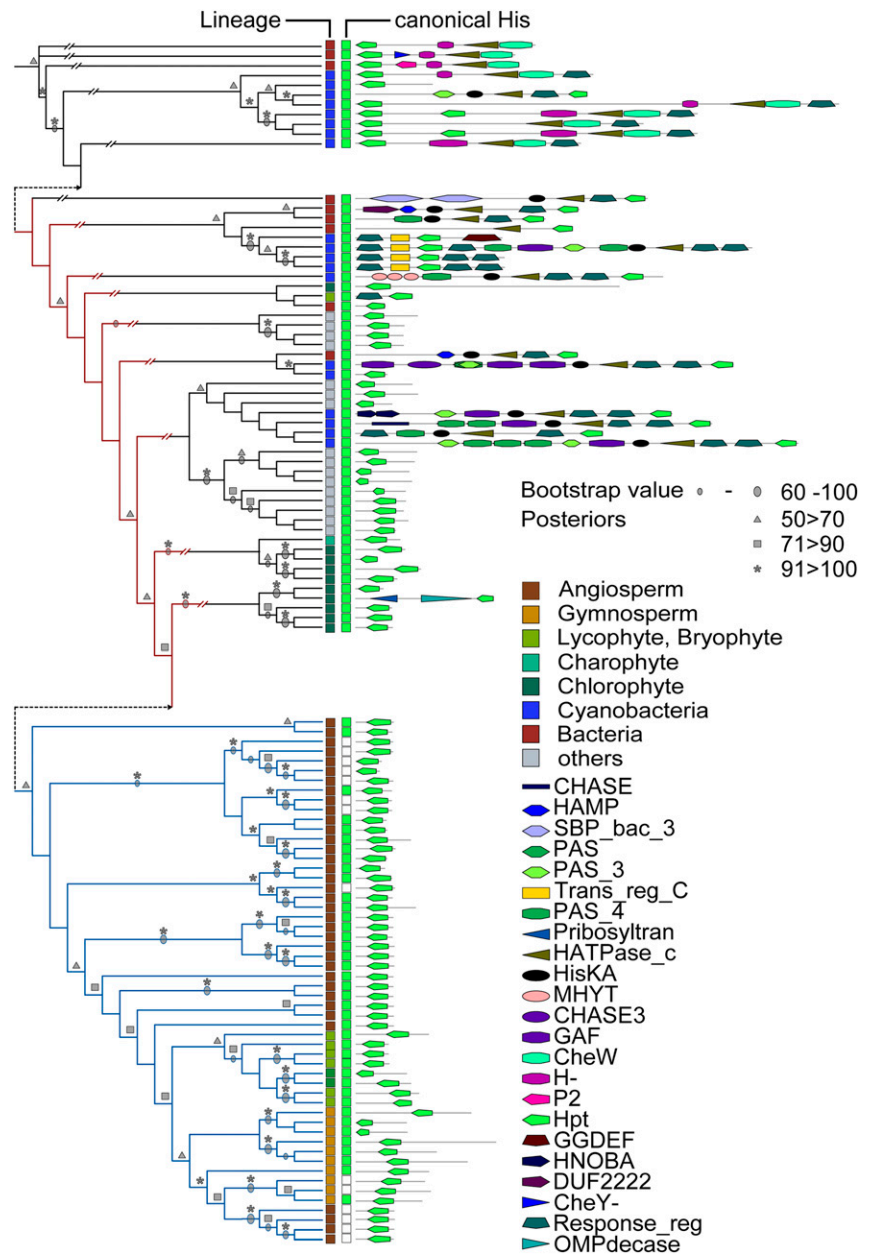 Lineage canonical His
Bootstrap value - 60 -100
Posteriors 50>70
71>90
91>100
Angiosperm
Gymnosperm
Lycophyte, Bryophyte
Charophyte
Chlorophyte
Cyanobacteria
Bacteria
others
CHASE
HAMP
SBP_bac_3
PAS
PAS_3
Trans_reg_C
PAS_4
Pribosyltran
HATPase_c
HisKA
MHYT
CHASE3
GAF
CheW
H-
P2
Hpt
GGDEF
HNOBA
DUF2222
CheY-
Response_reg
OMPdecase